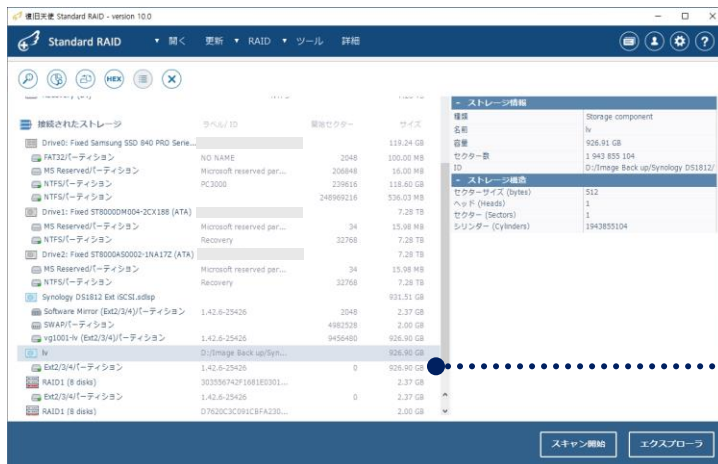 復旧天使 Standard RAID - version 10.0
Standard RAID ▾ 開く 更新 ▾ RAID ▾ ツール 詳細
HEX
接続されたストレージ ラベル/ ID 開始セクター サイズ
Drive0: Fixed Samsung SSD 840 PRO Serie... 119.24 GB
FAT32パーティション NO NAME 2048 100.00 MB
MS Reservedパーティション Microsoft reserved par... 206848 16.00 MB
NTFSパーティション PC3000 239616 118.60 GB
NTFSパーティション 248969216 536.03 MB
Drive1: Fixed ST8000DM004-2CX188 (ATA) 7.28 TB
MS Reservedパーティション Microsoft reserved par... 34 15.98 MB
NTFSパーティション Recovery 32768 7.28 TB
Drive2: Fixed ST8000AS0002-1NA17Z (ATA) 7.28 TB
MS Reservedパーティション Microsoft reserved par... 34 15.98 MB
NTFSパーティション Recovery 32768 7.28 TB
Synology DS1812 Ext iSCSI.sdlsp 931.51 GB
Software Mirror (Ext2/3/4)パーティション 1.42.6-25426 2048 2.37 GB
SWAPパーティション 4982528 2.00 GB
vg1001-lv (Ext2/3/4)パーティション 1.42.6-25426 9456480 926.90 GB
lv D:/Image Back up/Syn... 926.90 GB
Ext2/3/4パーティション 1.42.6-25426 0 926.90 GB
RAID1 (8 disks) 303556742F1681E0301... 2.37 GB
Ext2/3/4パーティション 1.42.6-25426 0 2.37 GB
RAID1 (8 disks) D7620C3C091CBFA230... 2.00 GB
- ストレージ情報
種類 Storage component
名前 lv
容量 926.91 GB
セクター数 1 943 855 104
ID D:/Image Back up/Synology DS1812/
- ストレージ構造
セクターサイズ (bytes) 512
ヘッド (Heads) 1
セクター (Sectors) 1
シリンダー (Cylinders) 1943855104
スキャン開始 エクスプローラ